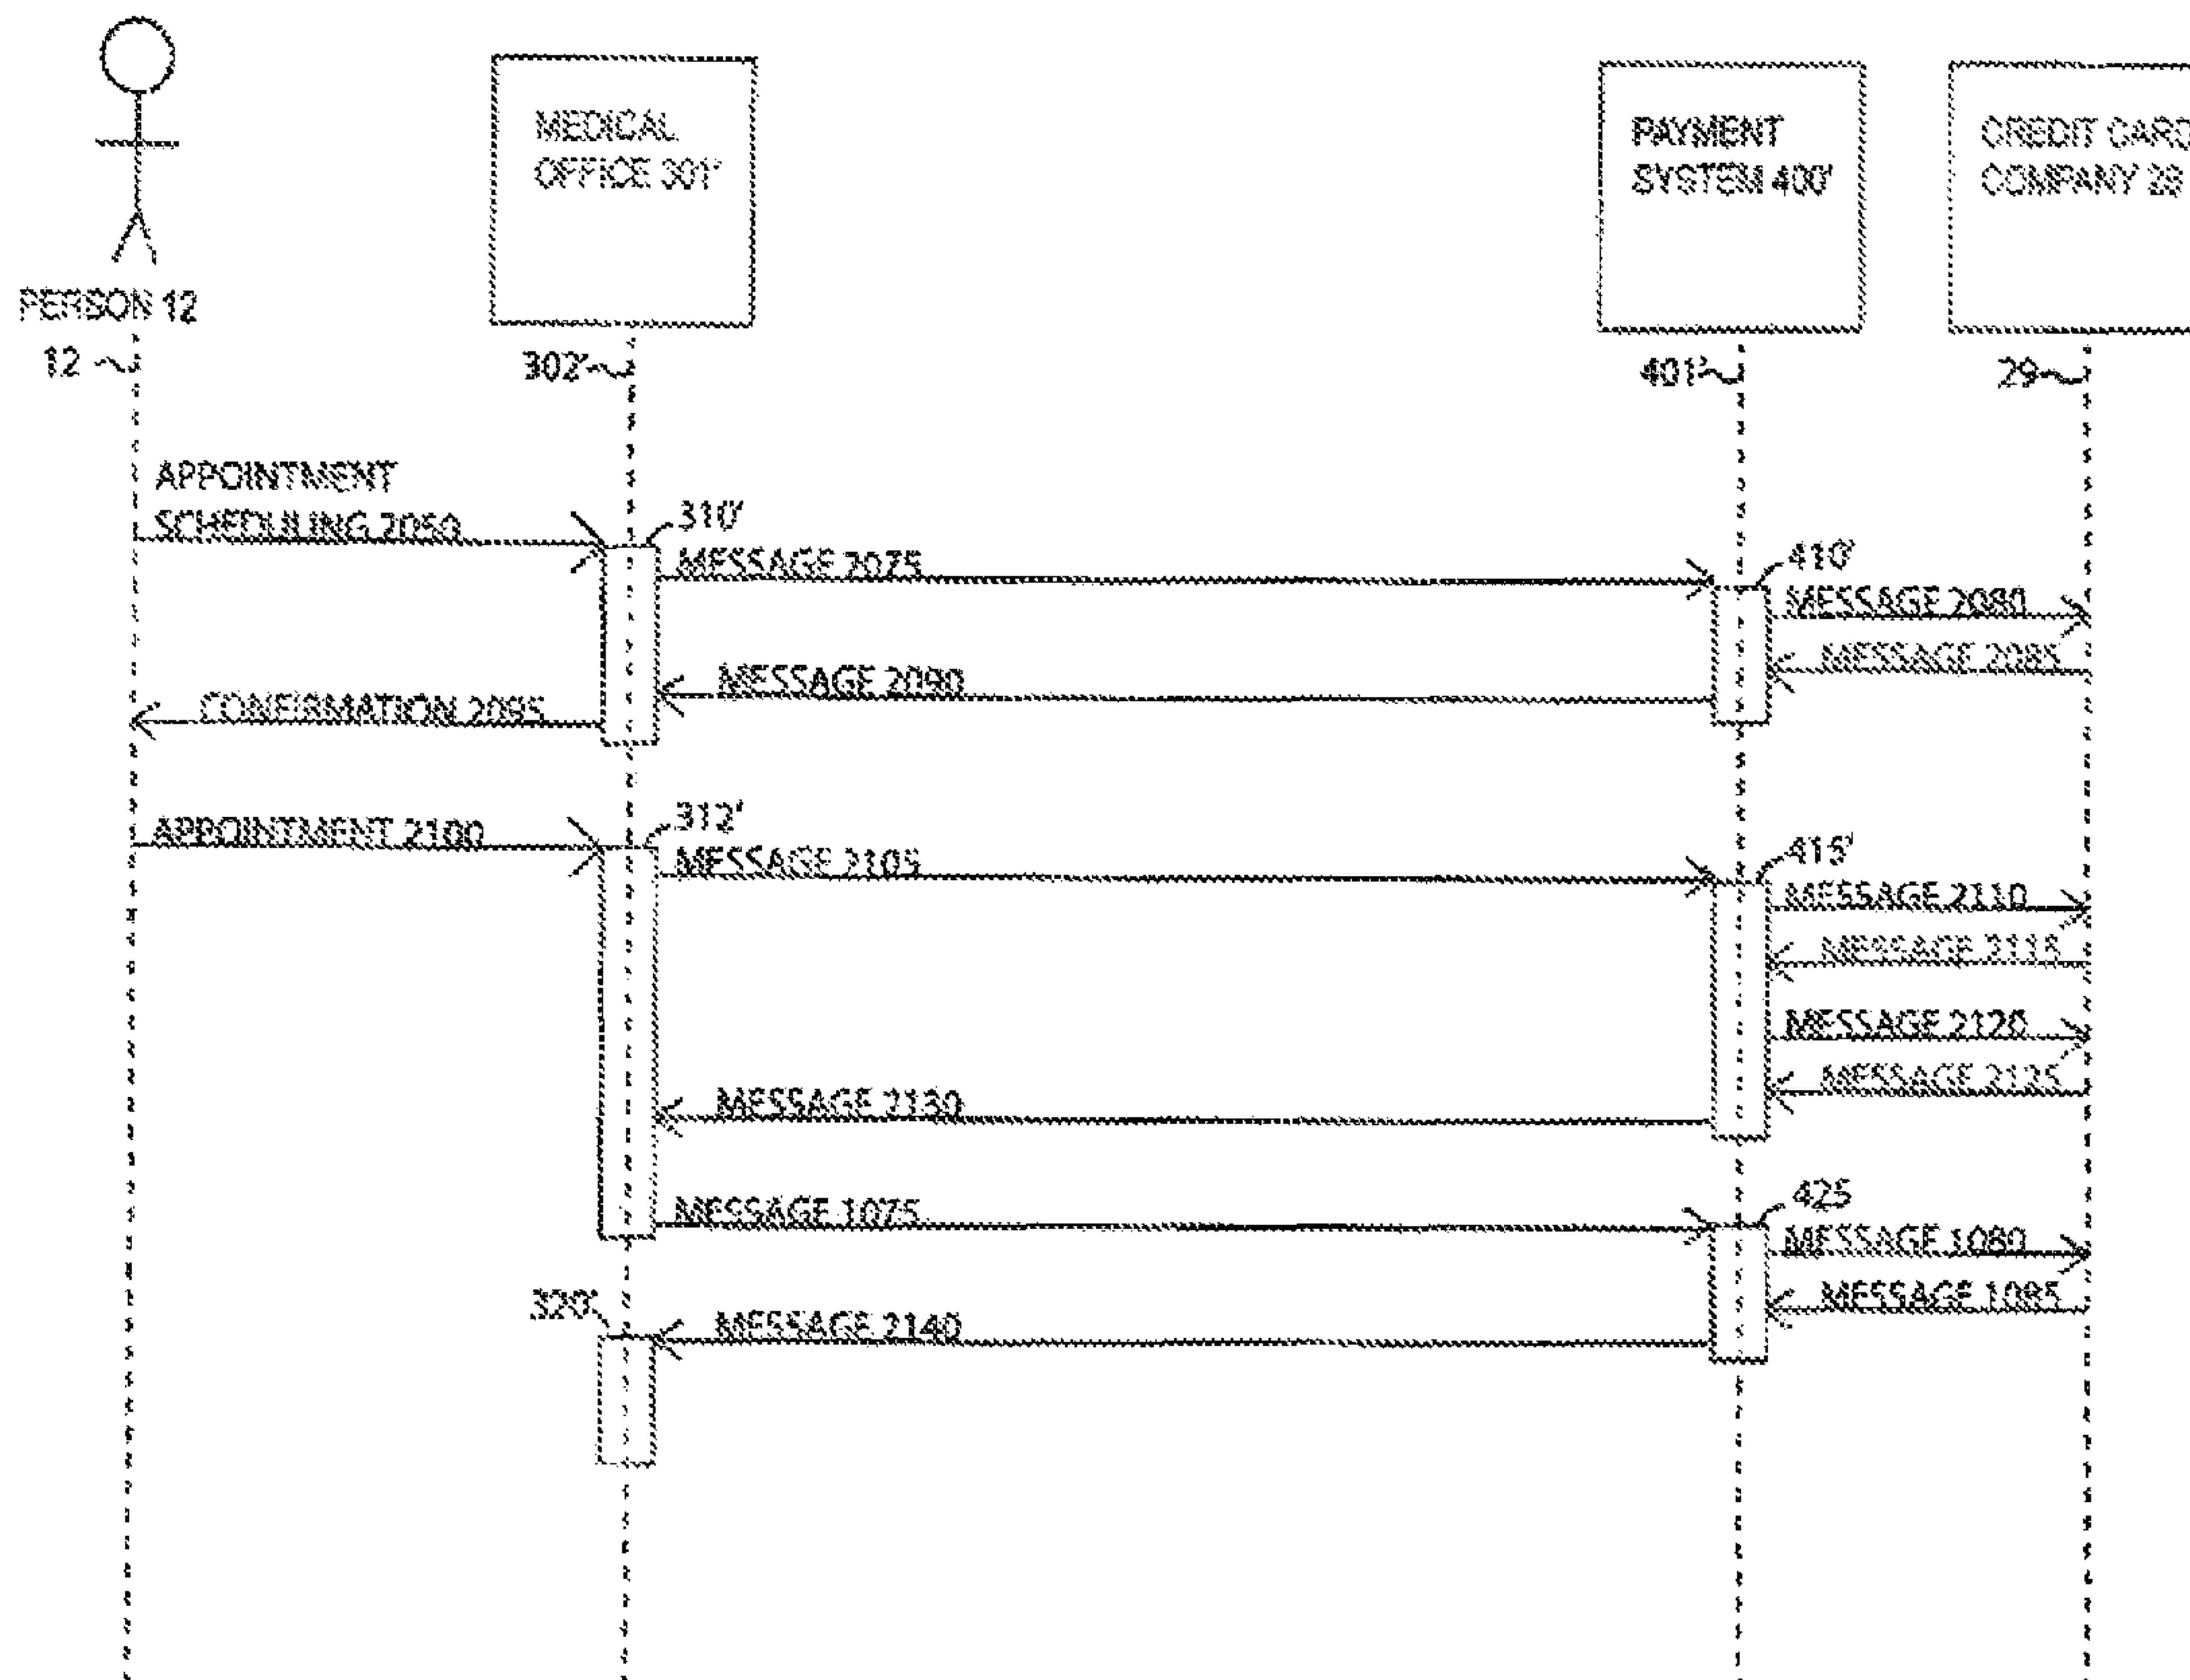 MEDICAL
OFFICE 301'
PAYMENT
SYSTEM 400'
CREDIT CARD
COMPANY 28
PERSON 12
12
302'
401'
29
APPOINTMENT
SCHEDULING 2050
310'
MESSAGE 2075
410'
MESSAGE 2080
MESSAGE 2085
MESSAGE 2090
CONFIRMATION 2095
APPOINTMENT 2100
312'
MESSAGE 2105
415'
MESSAGE 2110
MESSAGE 2115
MESSAGE 2120
MESSAGE 2125
MESSAGE 2130
MESSAGE 1075
425
MESSAGE 1080
MESSAGE 1085
320'
MESSAGE 2140